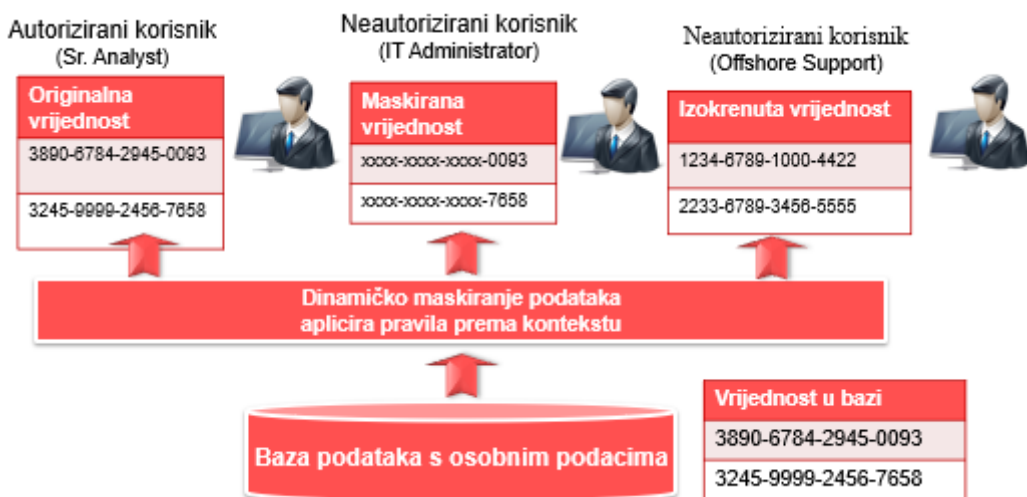 Autorizirani korisnik
(Sr. Analyst)
Originalna
vrijednost
3890-6784-2945-0093
3245-9999-2456-7658
Neautorizirani korisnik
(IT Administrator)
Maskirana
vrijednost
xxxx-xxxx-xxxx-0093
xxxx-xxxx-xxxx-7658
Neautorizirani korisnik
(Offshore Support)
Izokrenuta vrijednost
1234-6789-1000-4422
2233-6789-3456-5555
Dinamičko maskiranje podataka
aplicira pravila prema kontekstu
Baza podataka s osobnim podacima
Vrijednost u bazi
3890-6784-2945-0093
3245-9999-2456-7658